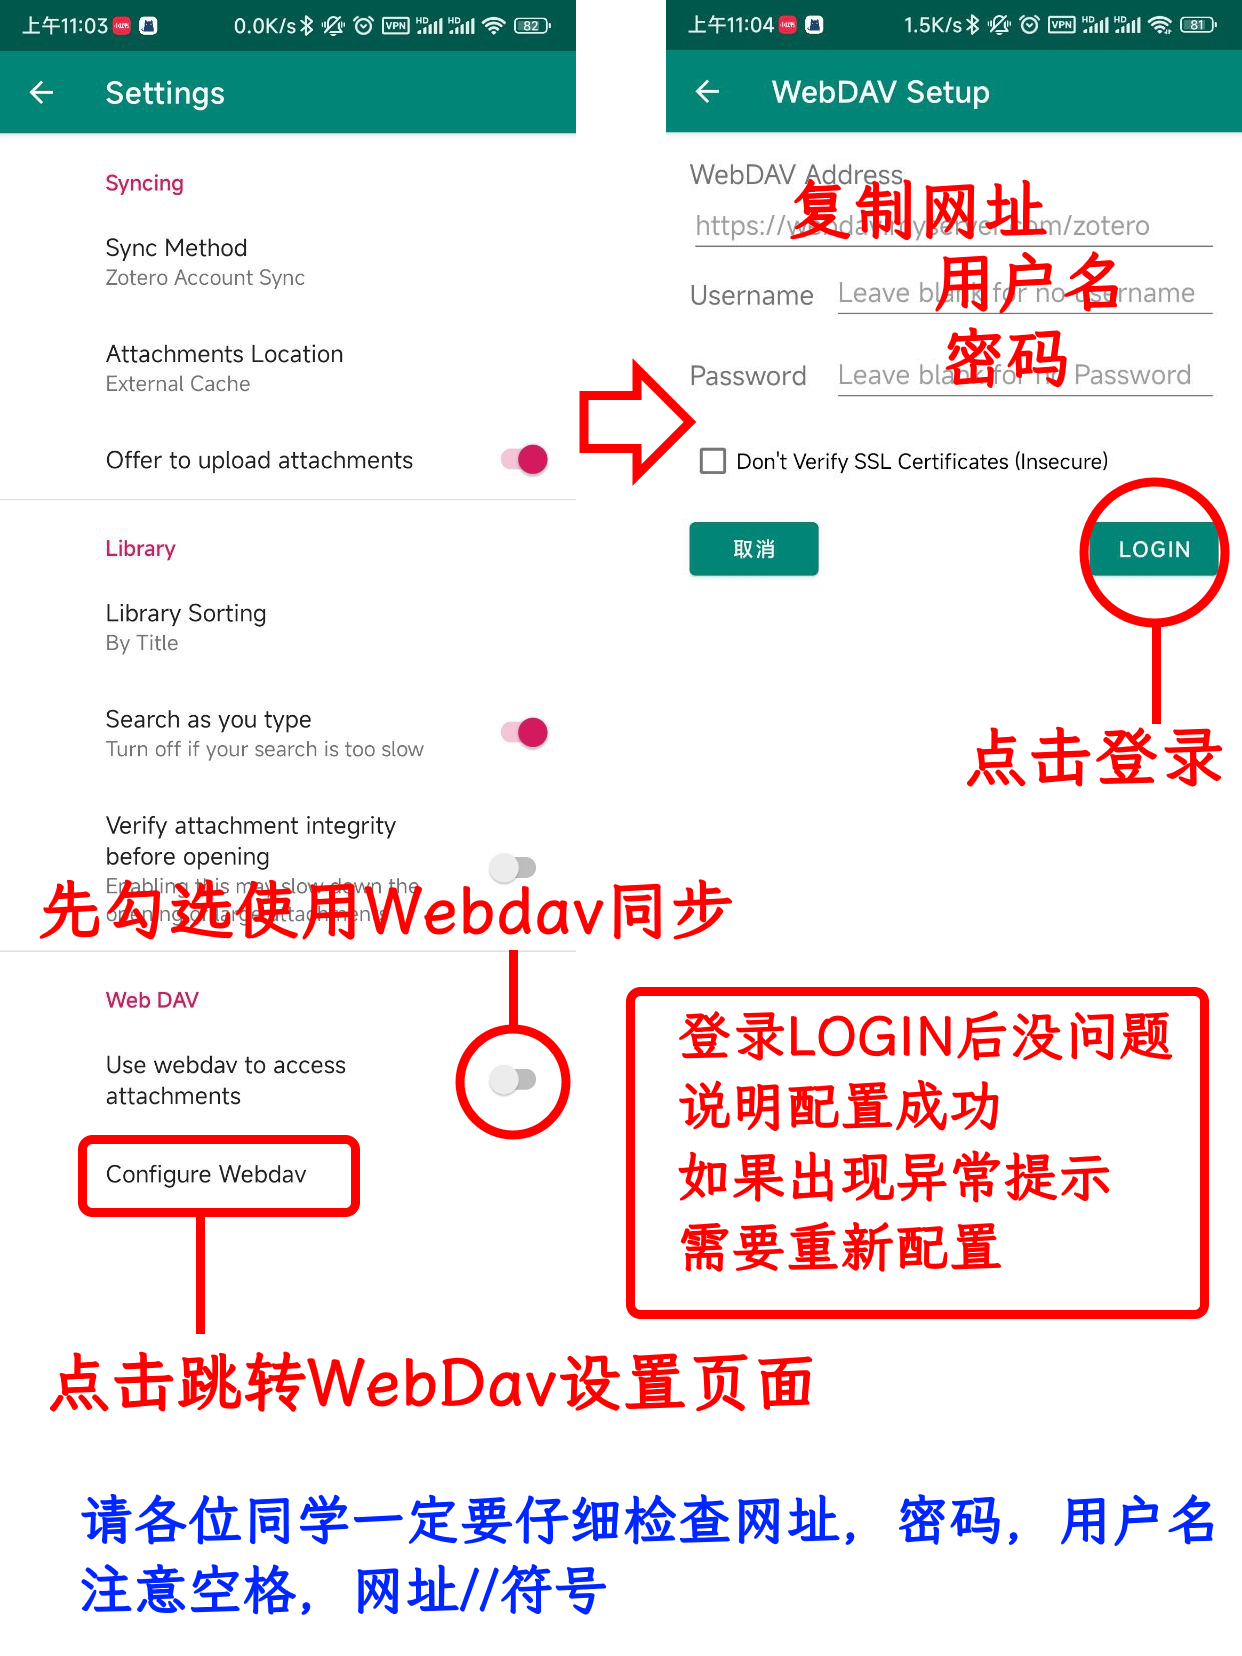 上午11:03
0.0K/s
VPN
HD
HD
82
Settings
Syncing
Sync Method
Zotero Account Sync
Attachments Location
External Cache
Offer to upload attachments
Library
Library Sorting
By Title
Search as you type
Turn off if your search is too slow
Verify attachment integrity
before opening
Enabling this may slow down the
opening of large attachments
先勾选使用Webdav同步
Web DAV
Use webdav to access
attachments
Configure Webdav
点击跳转WebDav设置页面
上午11:04
1.5K/s
VPN
HD
HD
81
WebDAV Setup
WebDAV Address
https://webdav.myserver.com/zotero
复制网址
Username
Leave blank for no username
用户名
Password
Leave blank for no Password
密码
Don't Verify SSL Certificates (Insecure)
取消
LOGIN
点击登录
登录LOGIN后没问题
说明配置成功
如果出现异常提示
需要重新配置
请各位同学一定要仔细检查网址，密码，用户名
注意空格，网址//符号